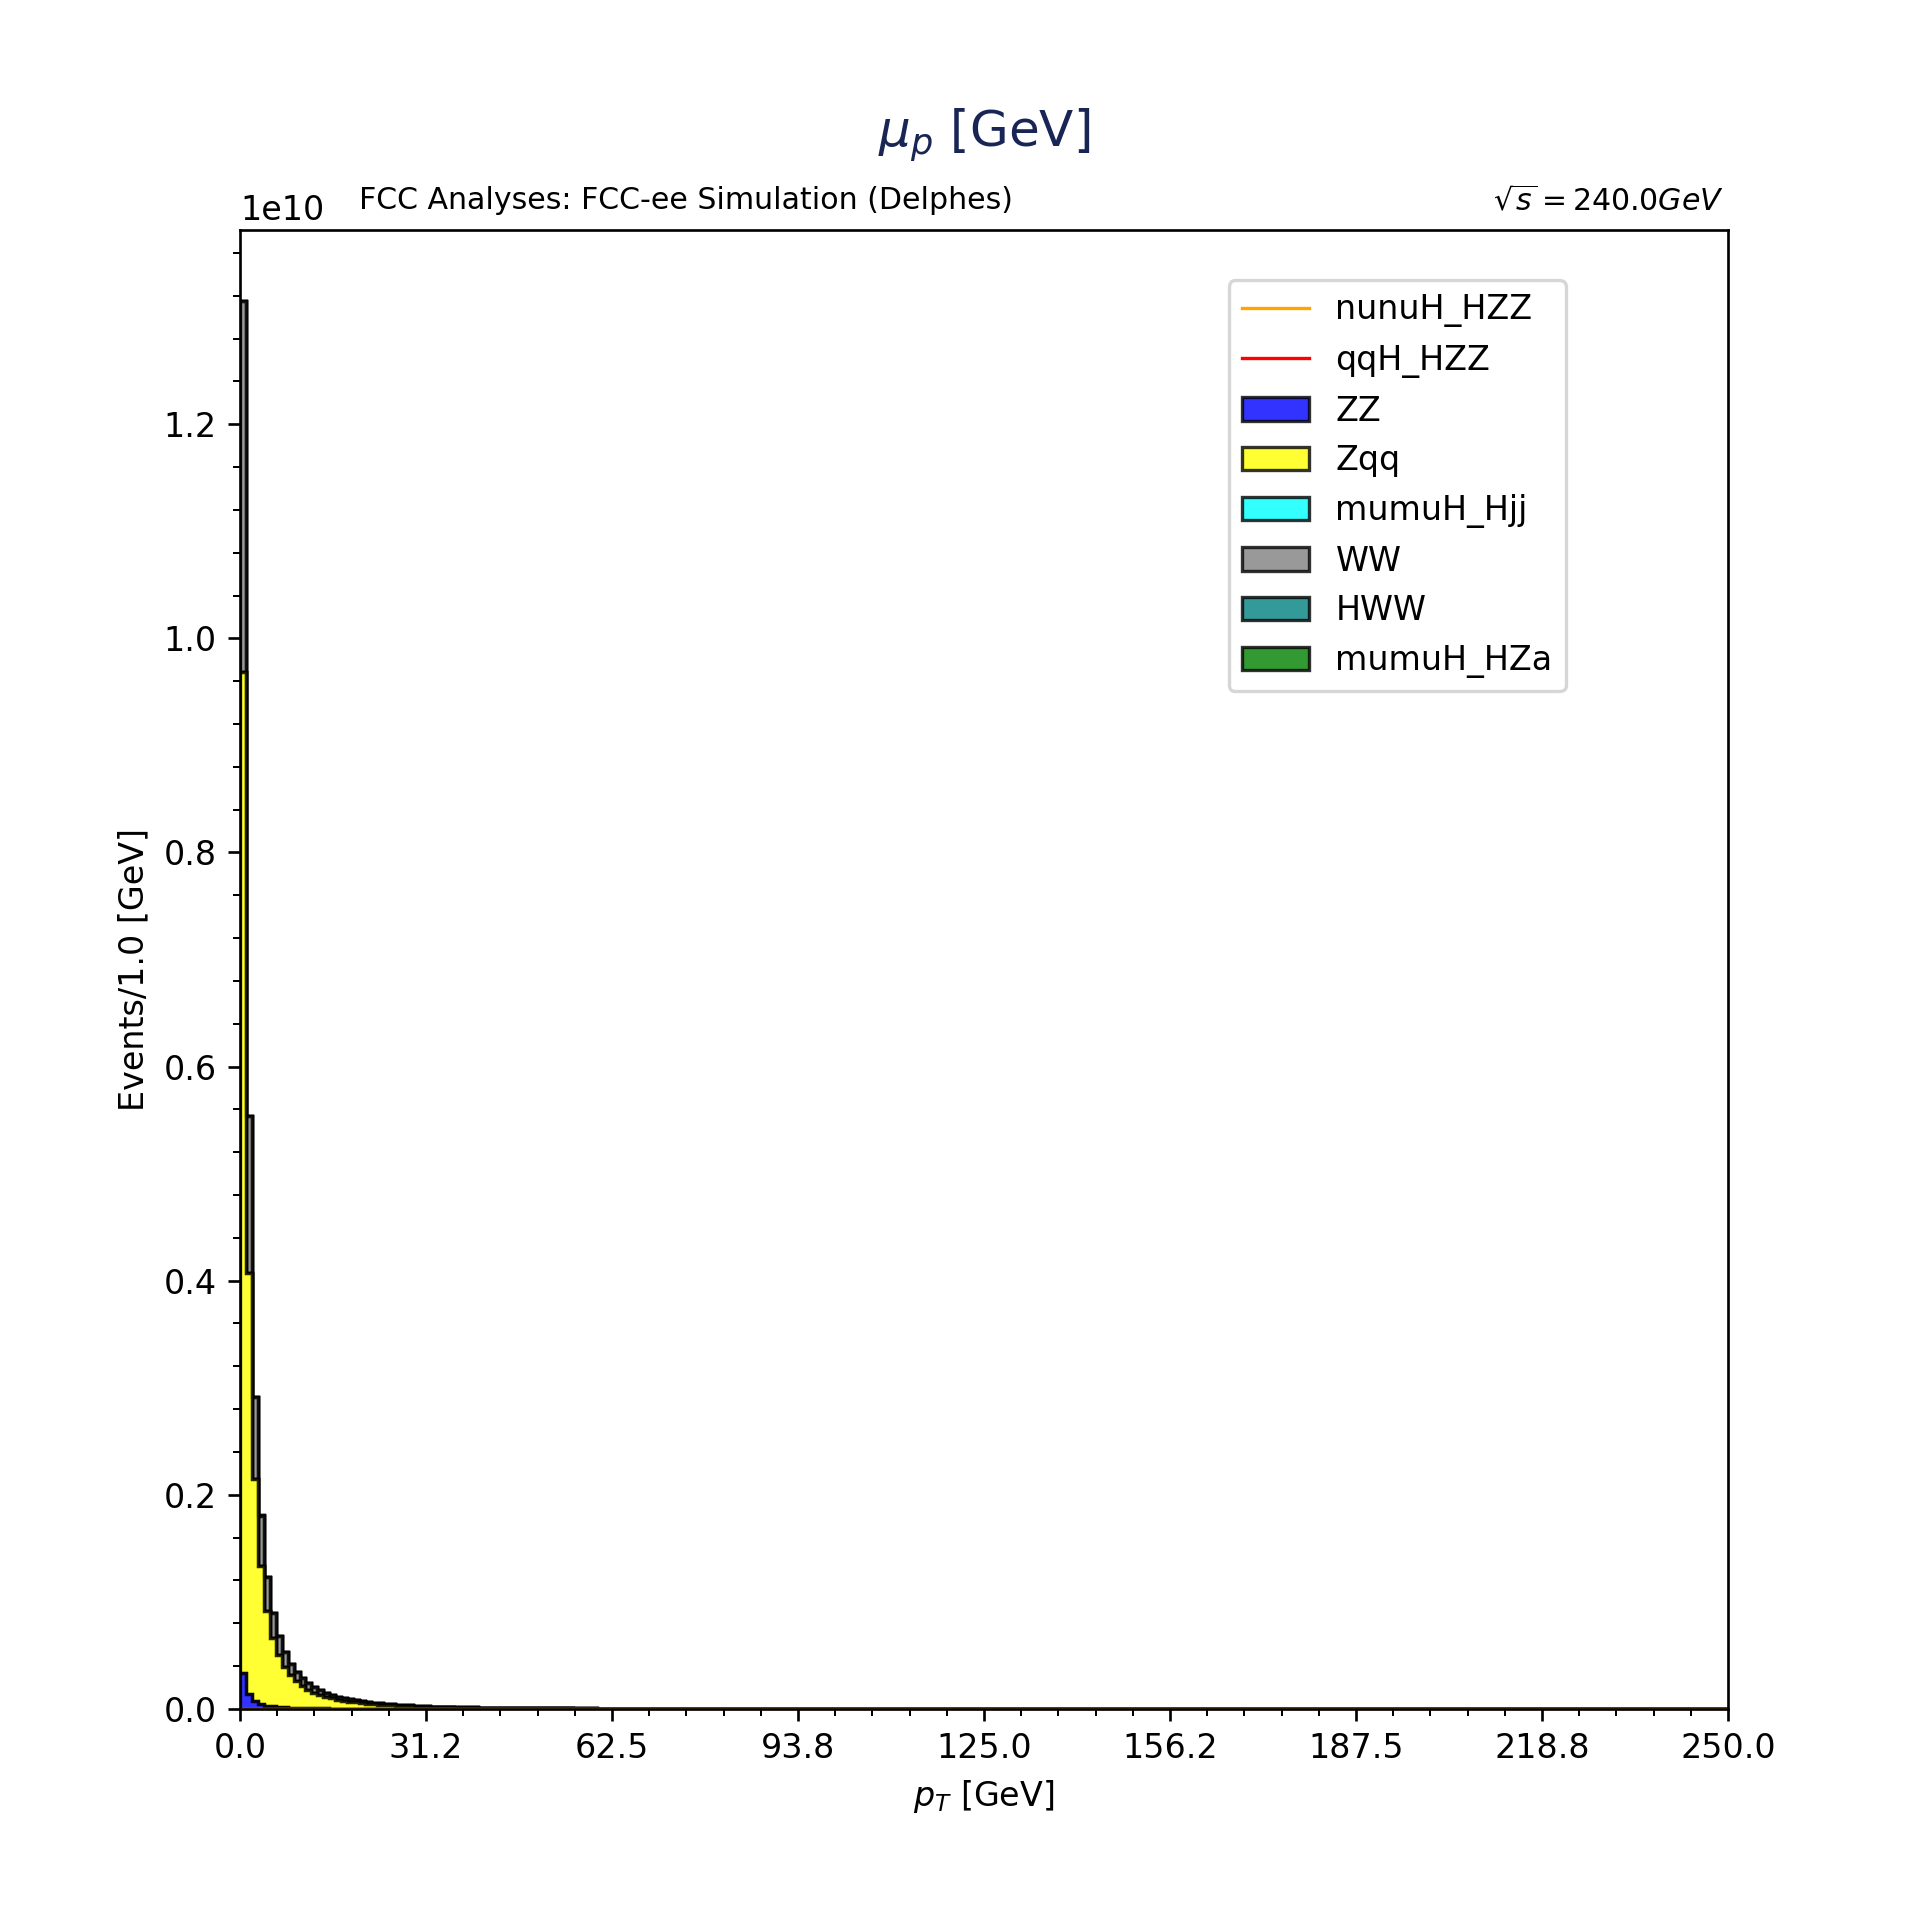 μp [GeV]
1e10 FCC Analyses: FCC-ee Simulation (Delphes) √s = 240.0GeV
nunuH_HZZ
qqH_HZZ
ZZ
Zqq
mumuH_Hjj
WW
HWW
mumuH_HZa
1.2
1.0
0.8
0.6
0.4
0.2
0.0
Events/1.0 [GeV]
0.0 31.2 62.5 93.8 125.0 156.2 187.5 218.8 250.0
pT [GeV]